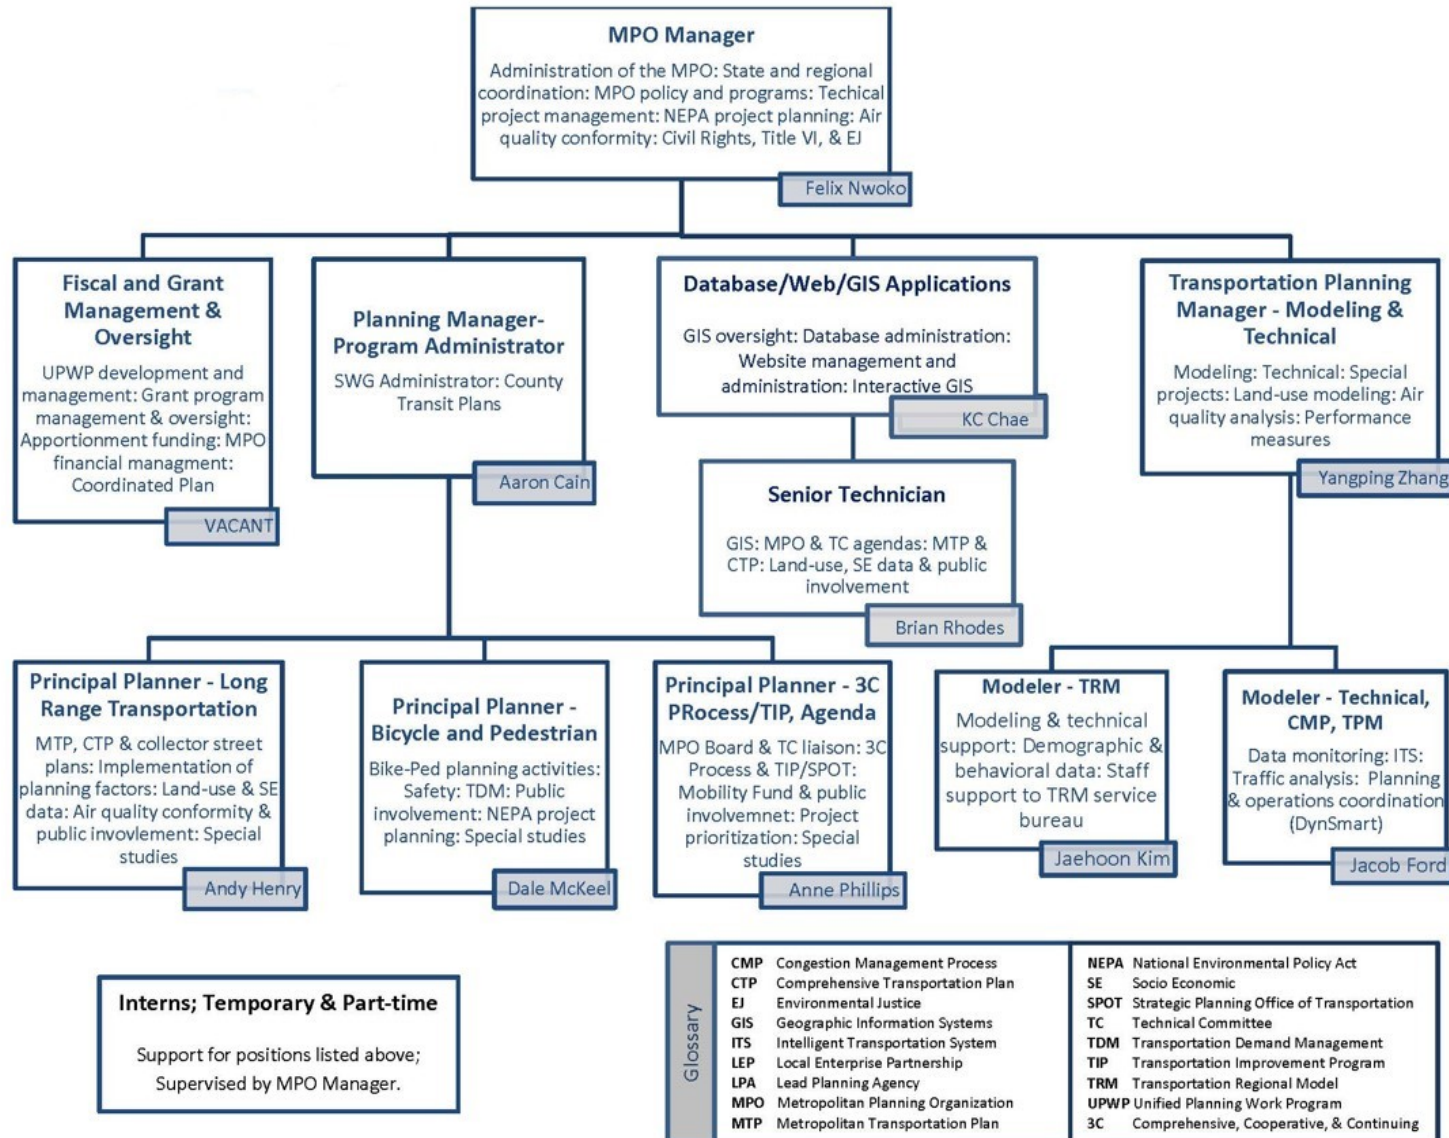 MPO Manager
Administration of the MPO: State and regional
coordination: MPO policy and programs: Techical
project management: NEPA project planning: Air
quality conformity: Civil Rights, Title VI, & EJ
Felix Nwoko
Fiscal and Grant
Management &
Oversight
UPWP development and
management: Grant program
management & oversight:
Apportionment funding: MPO
financial managment:
Coordinated Plan
VACANT
Planning Manager-
Program Administrator
SWG Administrator: County
Transit Plans
Aaron Cain
Database/Web/GIS Applications
GIS oversight: Database administration:
Website management and
administration: Interactive GIS
KC Chae
Senior Technician
GIS: MPO & TC agendas: MTP &
CTP: Land-use, SE data & public
involvement
Brian Rhodes
Transportation Planning
Manager - Modeling &
Technical
Modeling: Technical: Special
projects: Land-use modeling: Air
quality analysis: Performance
measures
Yangping Zhang
Principal Planner - Long
Range Transportation
MTP, CTP & collector street
plans: Implementation of
planning factors: Land-use & SE
data: Air quality conformity &
public invovlement: Special
studies
Andy Henry
Principal Planner -
Bicycle and Pedestrian
Bike-Ped planning activities:
Safety: TDM: Public
involvement: NEPA project
planning: Special studies
Dale McKeel
Principal Planner - 3C
PRocess/TIP, Agenda
MPO Board & TC liaison: 3C
Process & TIP/SPOT:
Mobility Fund & public
involvemnet: Project
prioritization: Special
studies
Anne Phillips
Modeler - TRM
Modeling & technical
support: Demographic &
behavioral data: Staff
support to TRM service
bureau
Jaehoon Kim
Modeler - Technical,
CMP, TPM
Data monitoring: ITS:
Traffic analysis: Planning
& operations coordination
(DynSmart)
Jacob Ford
Interns; Temporary & Part-time
Support for positions listed above;
Supervised by MPO Manager.
Glossary
CMP Congestion Management Process
CTP Comprehensive Transportation Plan
EJ Environmental Justice
GIS Geographic Information Systems
ITS Intelligent Transportation System
LEP Local Enterprise Partnership
LPA Lead Planning Agency
MPO Metropolitan Planning Organization
MTP Metropolitan Transportation Plan
NEPA National Environmental Policy Act
SE Socio Economic
SPOT Strategic Planning Office of Transportation
TC Technical Committee
TDM Transportation Demand Management
TIP Transportation Improvement Program
TRM Transportation Regional Model
UPWP Unified Planning Work Program
3C Comprehensive, Cooperative, & Continuing